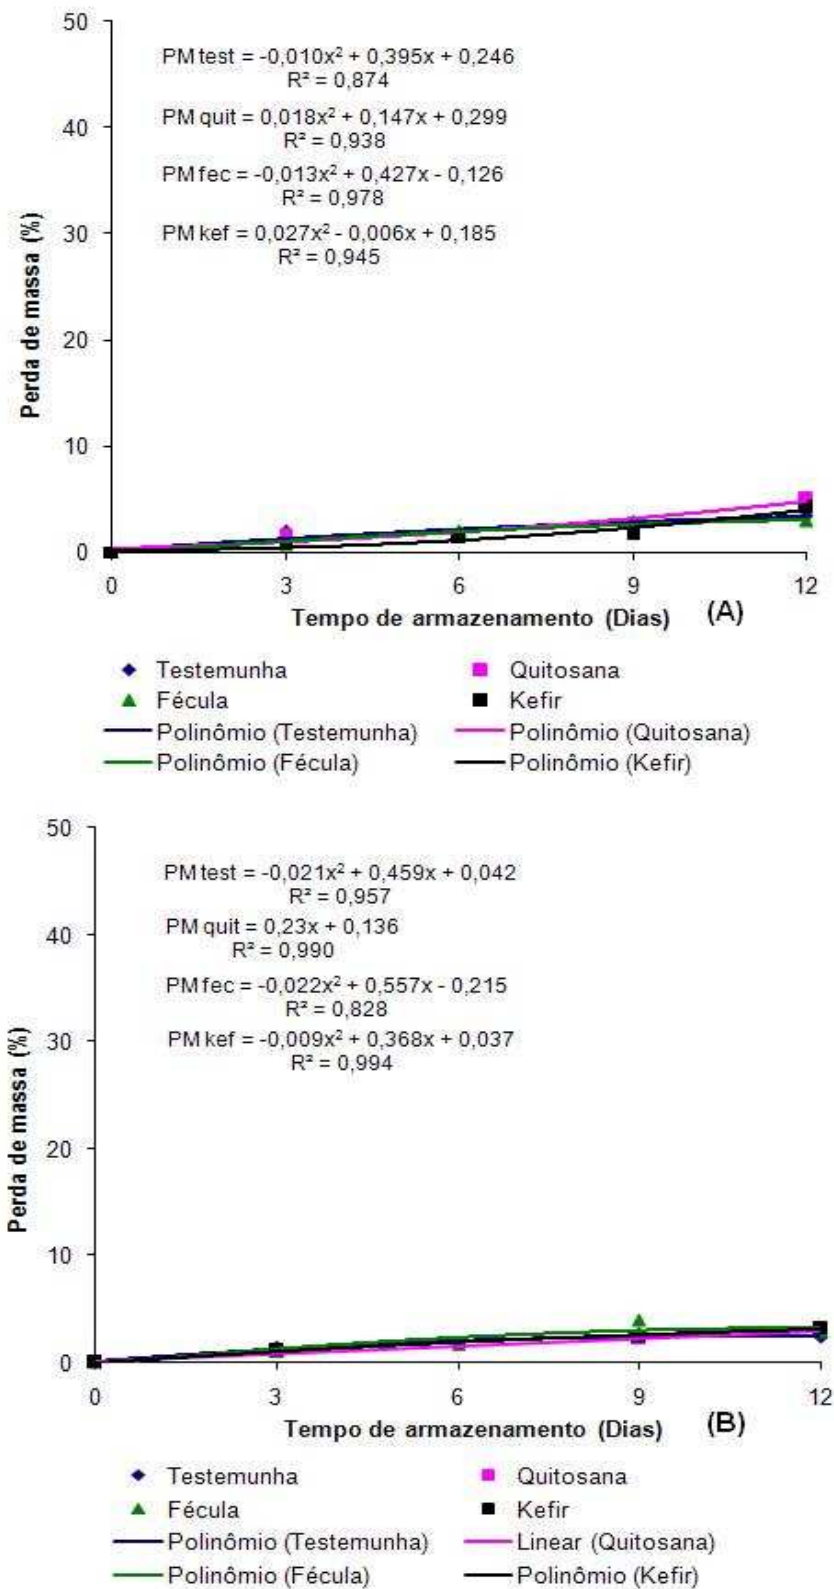 50
PM test = -0,010x² + 0,395x + 0,246
R² = 0,874
PM quit = 0,018x² + 0,147x + 0,299
R² = 0,938
PM fec = -0,013x² + 0,427x - 0,126
R² = 0,978
PM kef = 0,027x² - 0,006x + 0,185
R² = 0,945
40
30
20
10
0
Perda de massa (%)
0 3 6 9 12
Tempo de armazenamento (Dias) (A)
Testemunha Quitosana
Fécula Kefir
Polinômio (Testemunha) Polinômio (Quitosana)
Polinômio (Fécula) Polinômio (Kefir)
50
PM test = -0,021x² + 0,459x + 0,042
R² = 0,957
PM quit = 0,23x + 0,136
R² = 0,990
PM fec = -0,022x² + 0,557x - 0,215
R² = 0,828
PM kef = -0,009x² + 0,368x + 0,037
R² = 0,994
40
30
20
10
0
Perda de massa (%)
0 3 6 9 12
Tempo de armazenamento (Dias) (B)
Testemunha Quitosana
Fécula Kefir
Polinômio (Testemunha) Linear (Quitosana)
Polinômio (Fécula) Polinômio (Kefir)